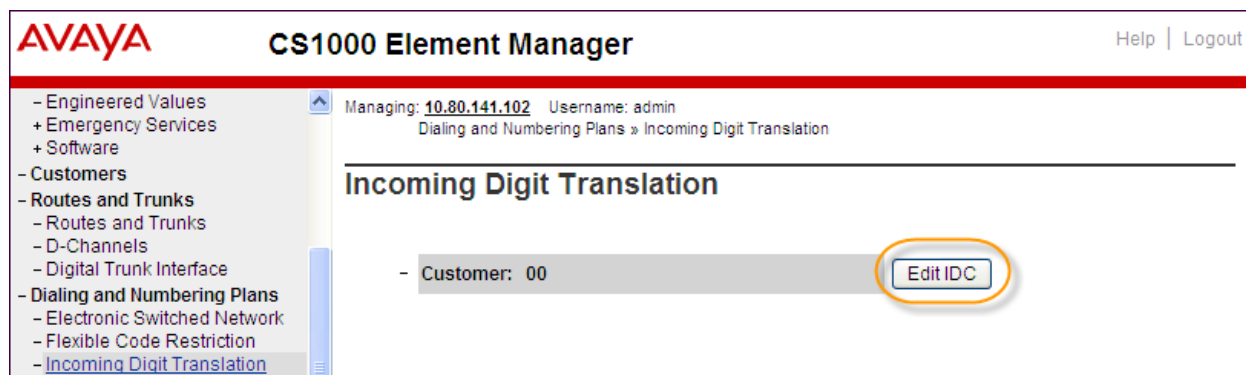 AVAYA
CS1000 Element Manager
Help | Logout
– Engineered Values
+ Emergency Services
+ Software
– Customers
– Routes and Trunks
– Routes and Trunks
– D-Channels
– Digital Trunk Interface
– Dialing and Numbering Plans
– Electronic Switched Network
– Flexible Code Restriction
– Incoming Digit Translation
Managing: 10.80.141.102 Username: admin
Dialing and Numbering Plans » Incoming Digit Translation
Incoming Digit Translation
– Customer: 00
Edit IDC